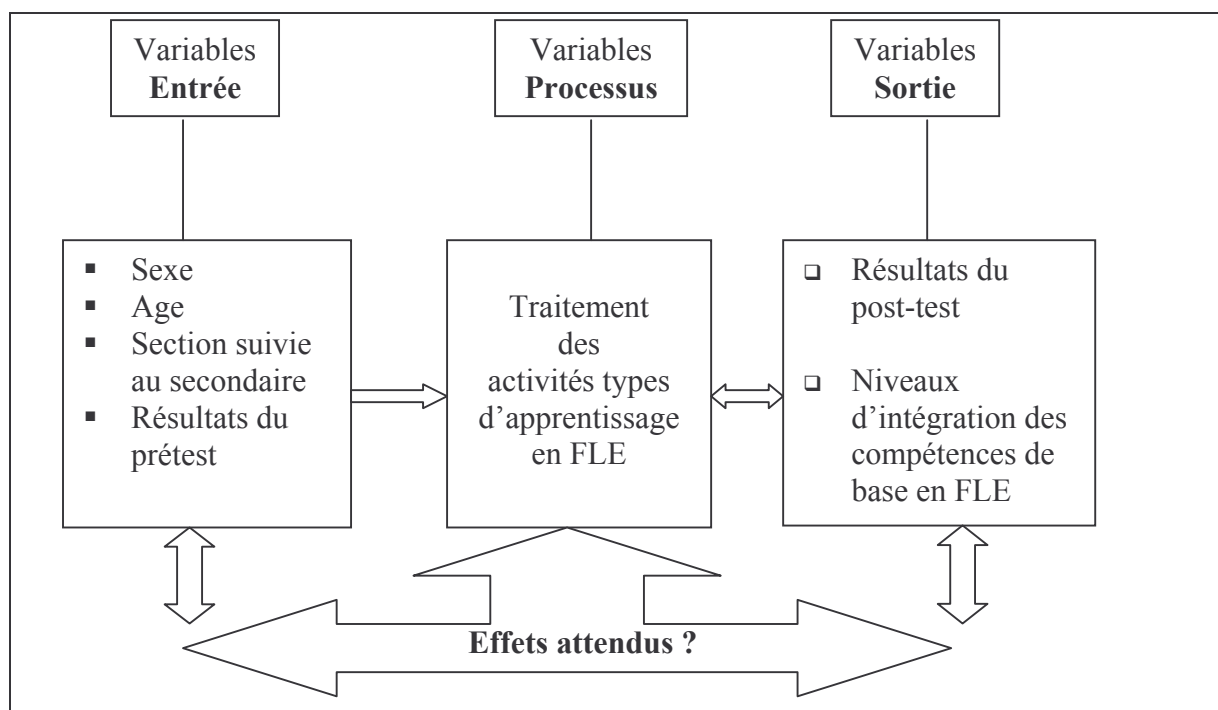 Variables
Entrée
Variables
Processus
Variables
Sortie
▪ Sexe
▪ Age
▪ Section suivie
au secondaire
▪ Résultats du
prétest
Traitement
des
activités types
d’apprentissage
en FLE
❑ Résultats du
post-test
❑ Niveaux
d’intégration des
compétences de
base en FLE
Effets attendus ?